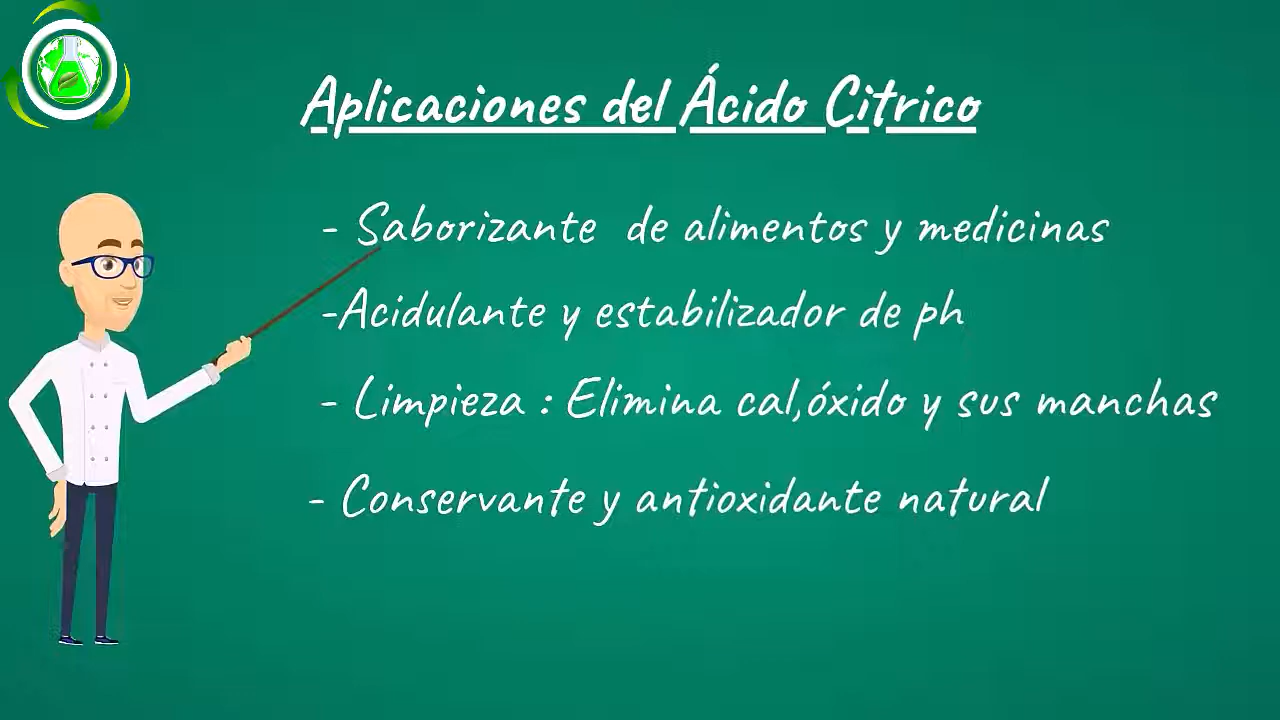 Aplicaciones del Ácido Citrico
- Saborizante de alimentos y medicinas
-Acidulante y estabilizador de ph
- Limpieza : Elimina cal,óxido y sus manchas
- Conservante y antioxidante natural